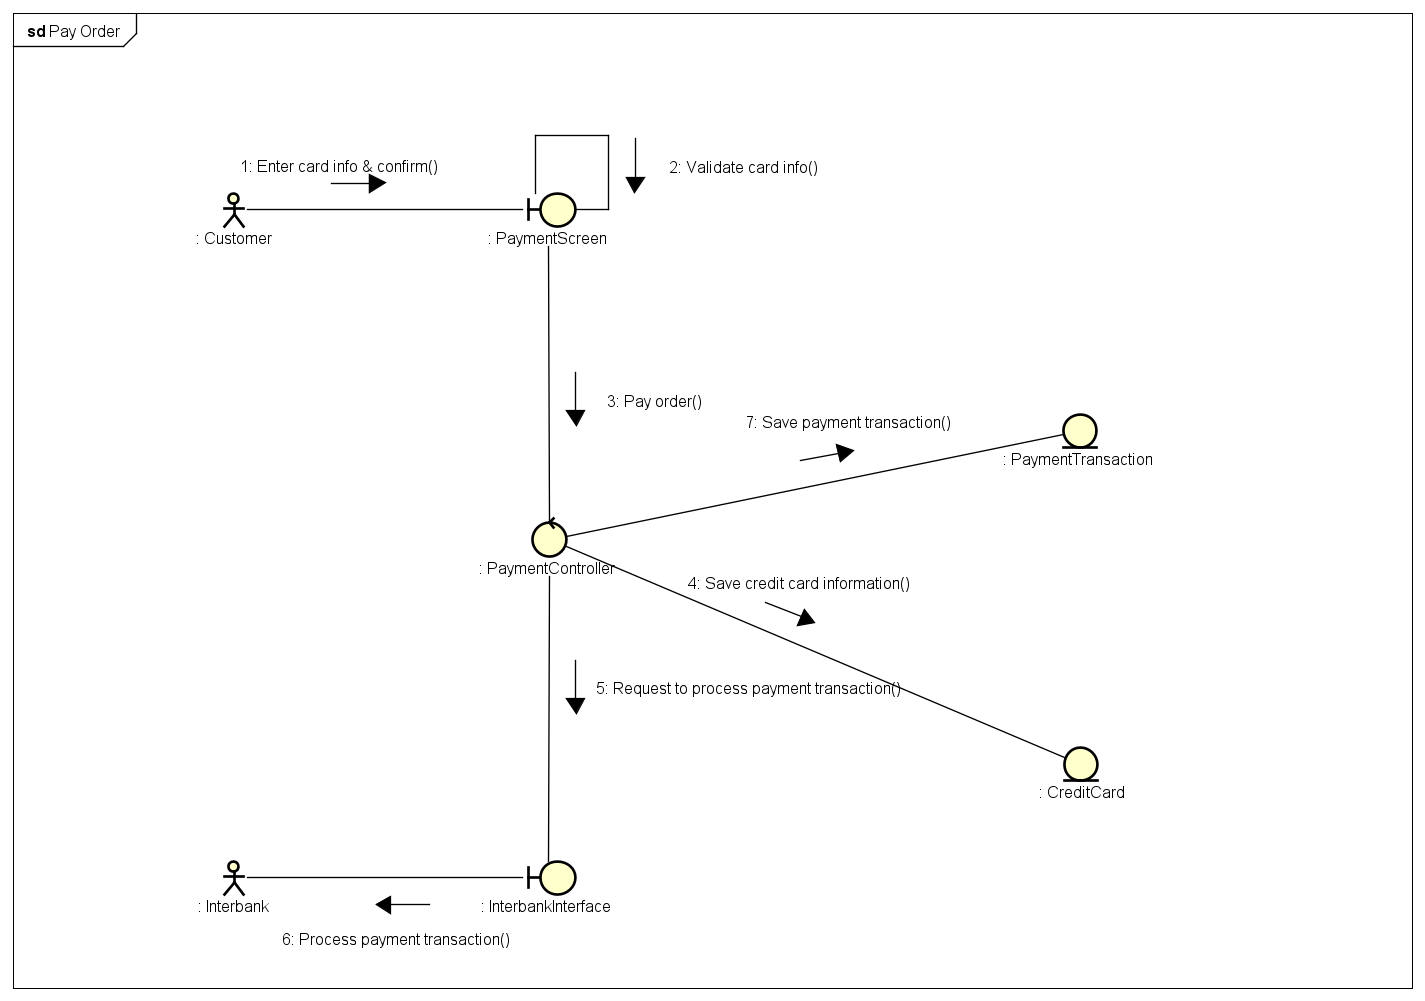 sd Pay Order
1: Enter card info & confirm()
2: Validate card info()
: Customer
: PaymentScreen
3: Pay order()
7: Save payment transaction()
: PaymentTransaction
: PaymentController
4: Save credit card information()
5: Request to process payment transaction()
: CreditCard
: Interbank
: InterbankInterface
6: Process payment transaction()